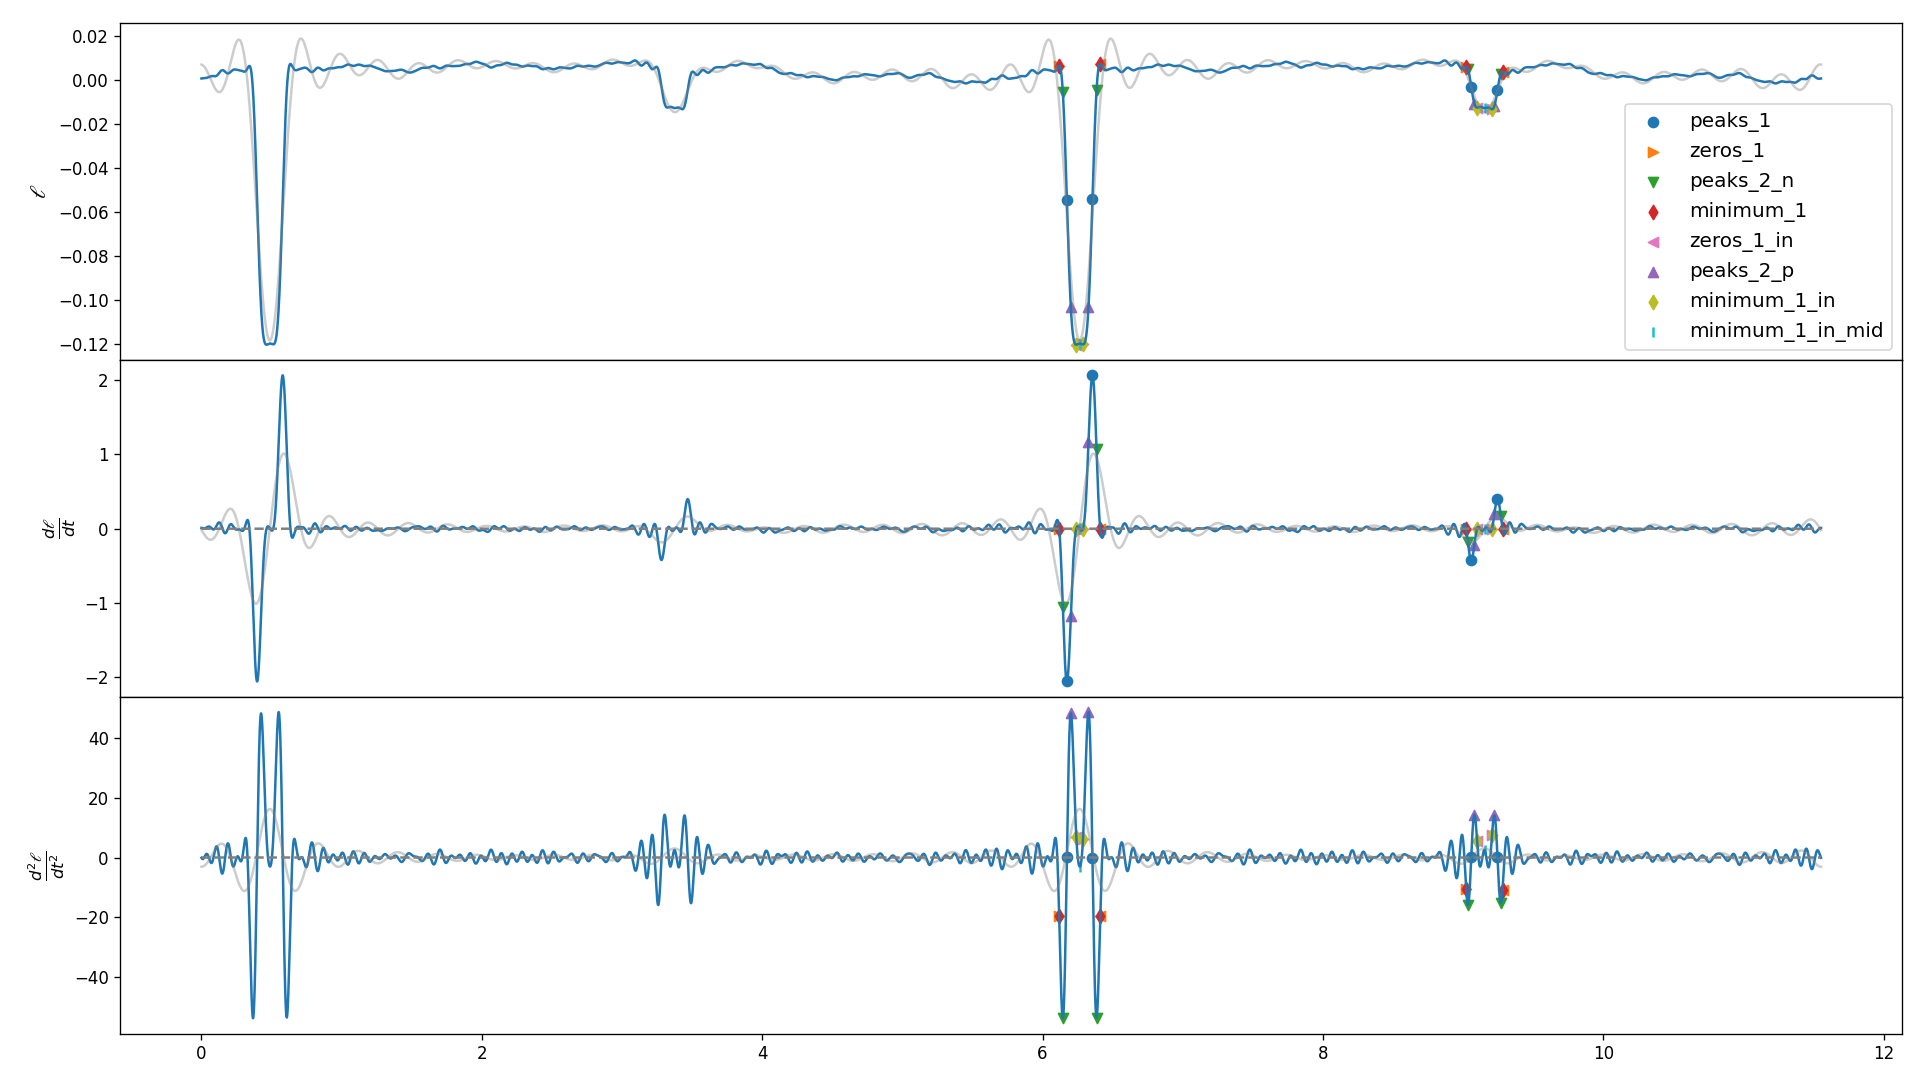 0.02
0.00
−0.02
−0.04
−0.06
−0.08
−0.10
−0.12
ℓ
peaks_1
zeros_1
peaks_2_n
minimum_1
zeros_1_in
peaks_2_p
minimum_1_in
minimum_1_in_mid
2
1
0
−1
−2
dℓ
dt
40
20
0
−20
−40
d²ℓ
dt²
0 2 4 6 8 10 12